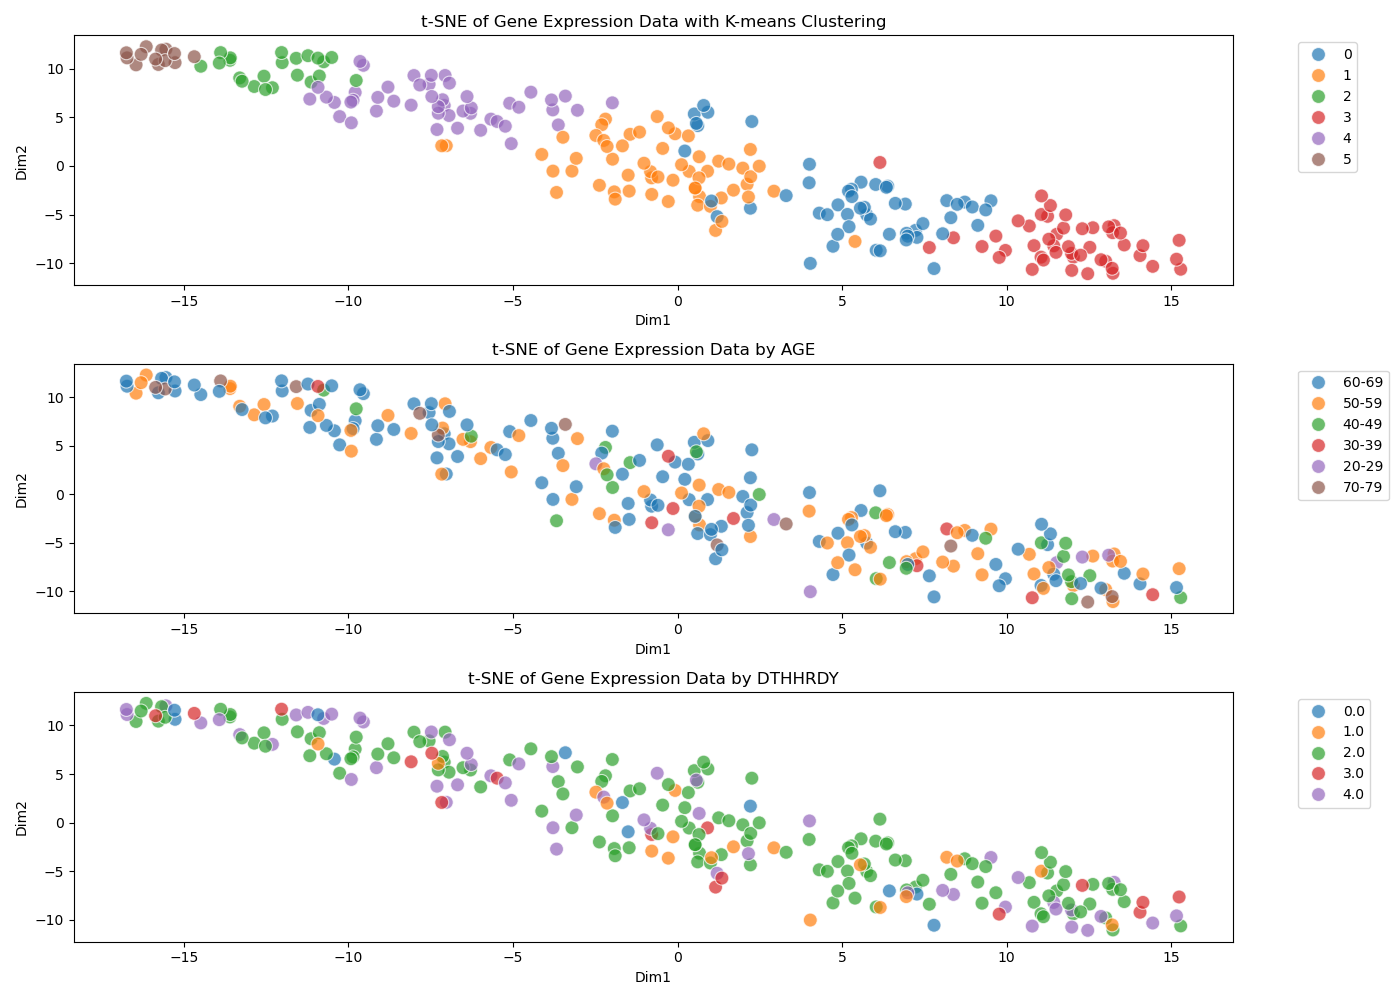 t-SNE of Gene Expression Data with K-means Clustering
10
5
0
−5
−10
Dim2
−15 −10 −5 0 5 10 15
Dim1
0
1
2
3
4
5
t-SNE of Gene Expression Data by AGE
10
5
0
−5
−10
Dim2
−15 −10 −5 0 5 10 15
Dim1
60-69
50-59
40-49
30-39
20-29
70-79
t-SNE of Gene Expression Data by DTHHRDY
10
5
0
−5
−10
Dim2
−15 −10 −5 0 5 10 15
Dim1
0.0
1.0
2.0
3.0
4.0